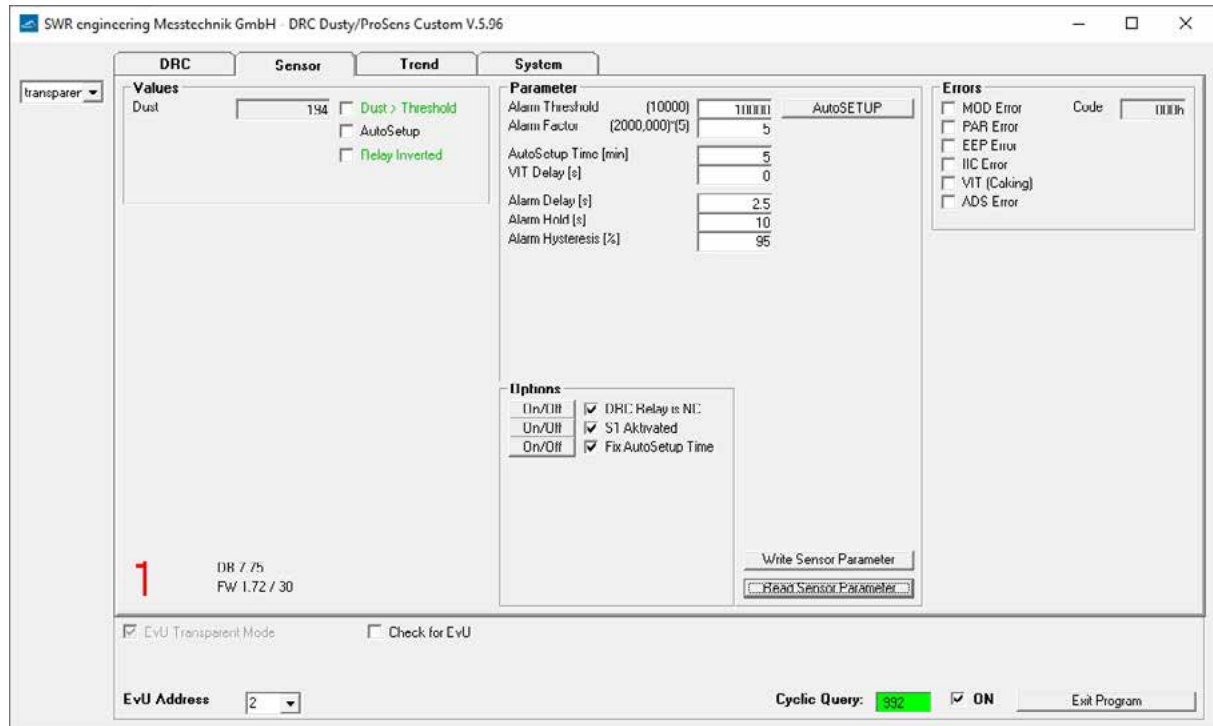 SWR engineering Messtechnik GmbH - DRC Dusty/ProSens Custom V.5.96
DRC Sensor Trend System
transparer
Values
Dust 194 Dust > Threshold
AutoSetup
Relay Inverted
Parameter
Alarm Threshold (10000) 10000 AutoSETUP
Alarm Factor (2000,000)*(5) 5
AutoSetup Time [min] 5
VIT Delay [s] 0
Alarm Delay [s] 2.5
Alarm Hold [s] 10
Alarm Hysteresis [%] 95
Errors
MOD Error Code 000h
PAR Error
EEP Error
IIC Error
VIT (Caking)
ADS Error
Options
On/Off DRC Relay is NC
On/Off S1 Aktivated
On/Off Fix AutoSetup Time
Write Sensor Parameter
Read Sensor Parameter
1
DB 7.75
FW 1.72 / 30
EvU Transparent Mode Check for EvU
EvU Address 2 Cyclic Query: 992 ON Exit Program